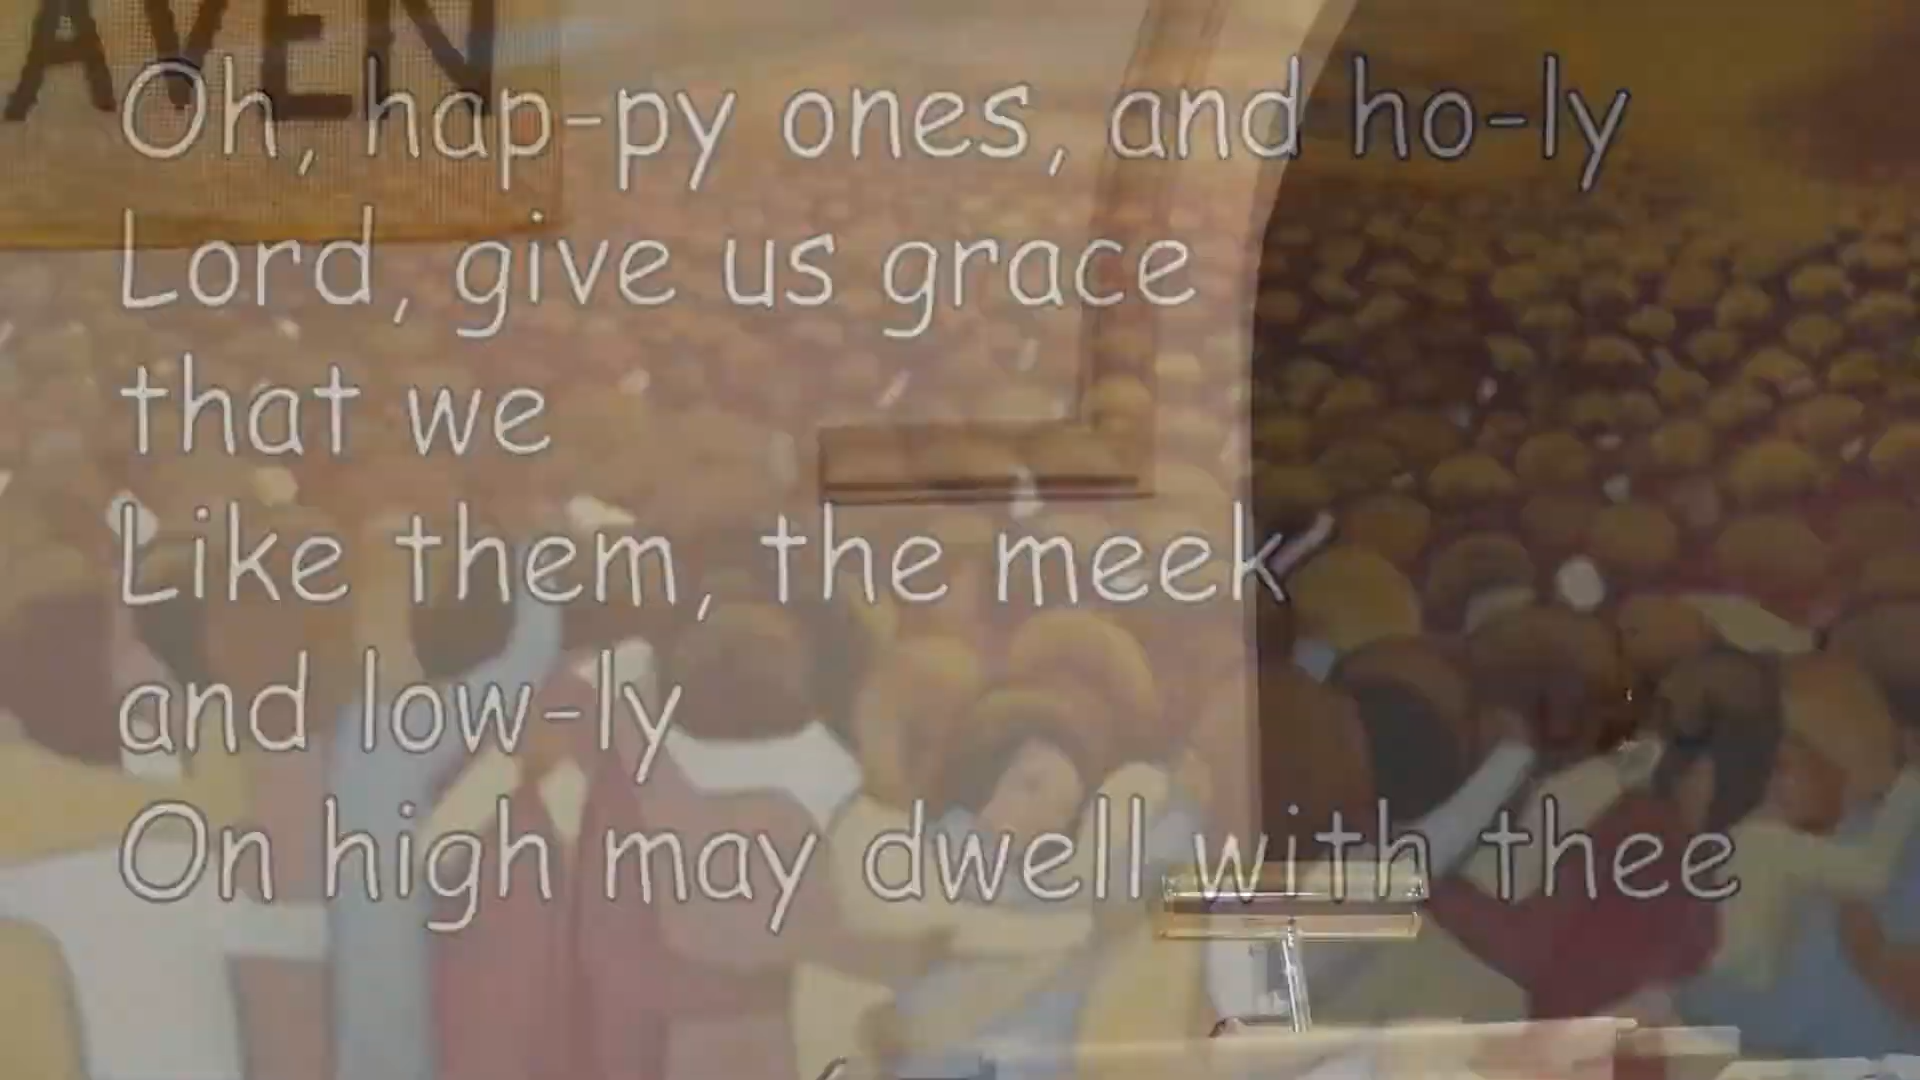 AVEN
Oh, hap-py ones, and ho-ly
Lord, give us grace
that we
Like them, the meek
and low-ly
On high may dwell with thee